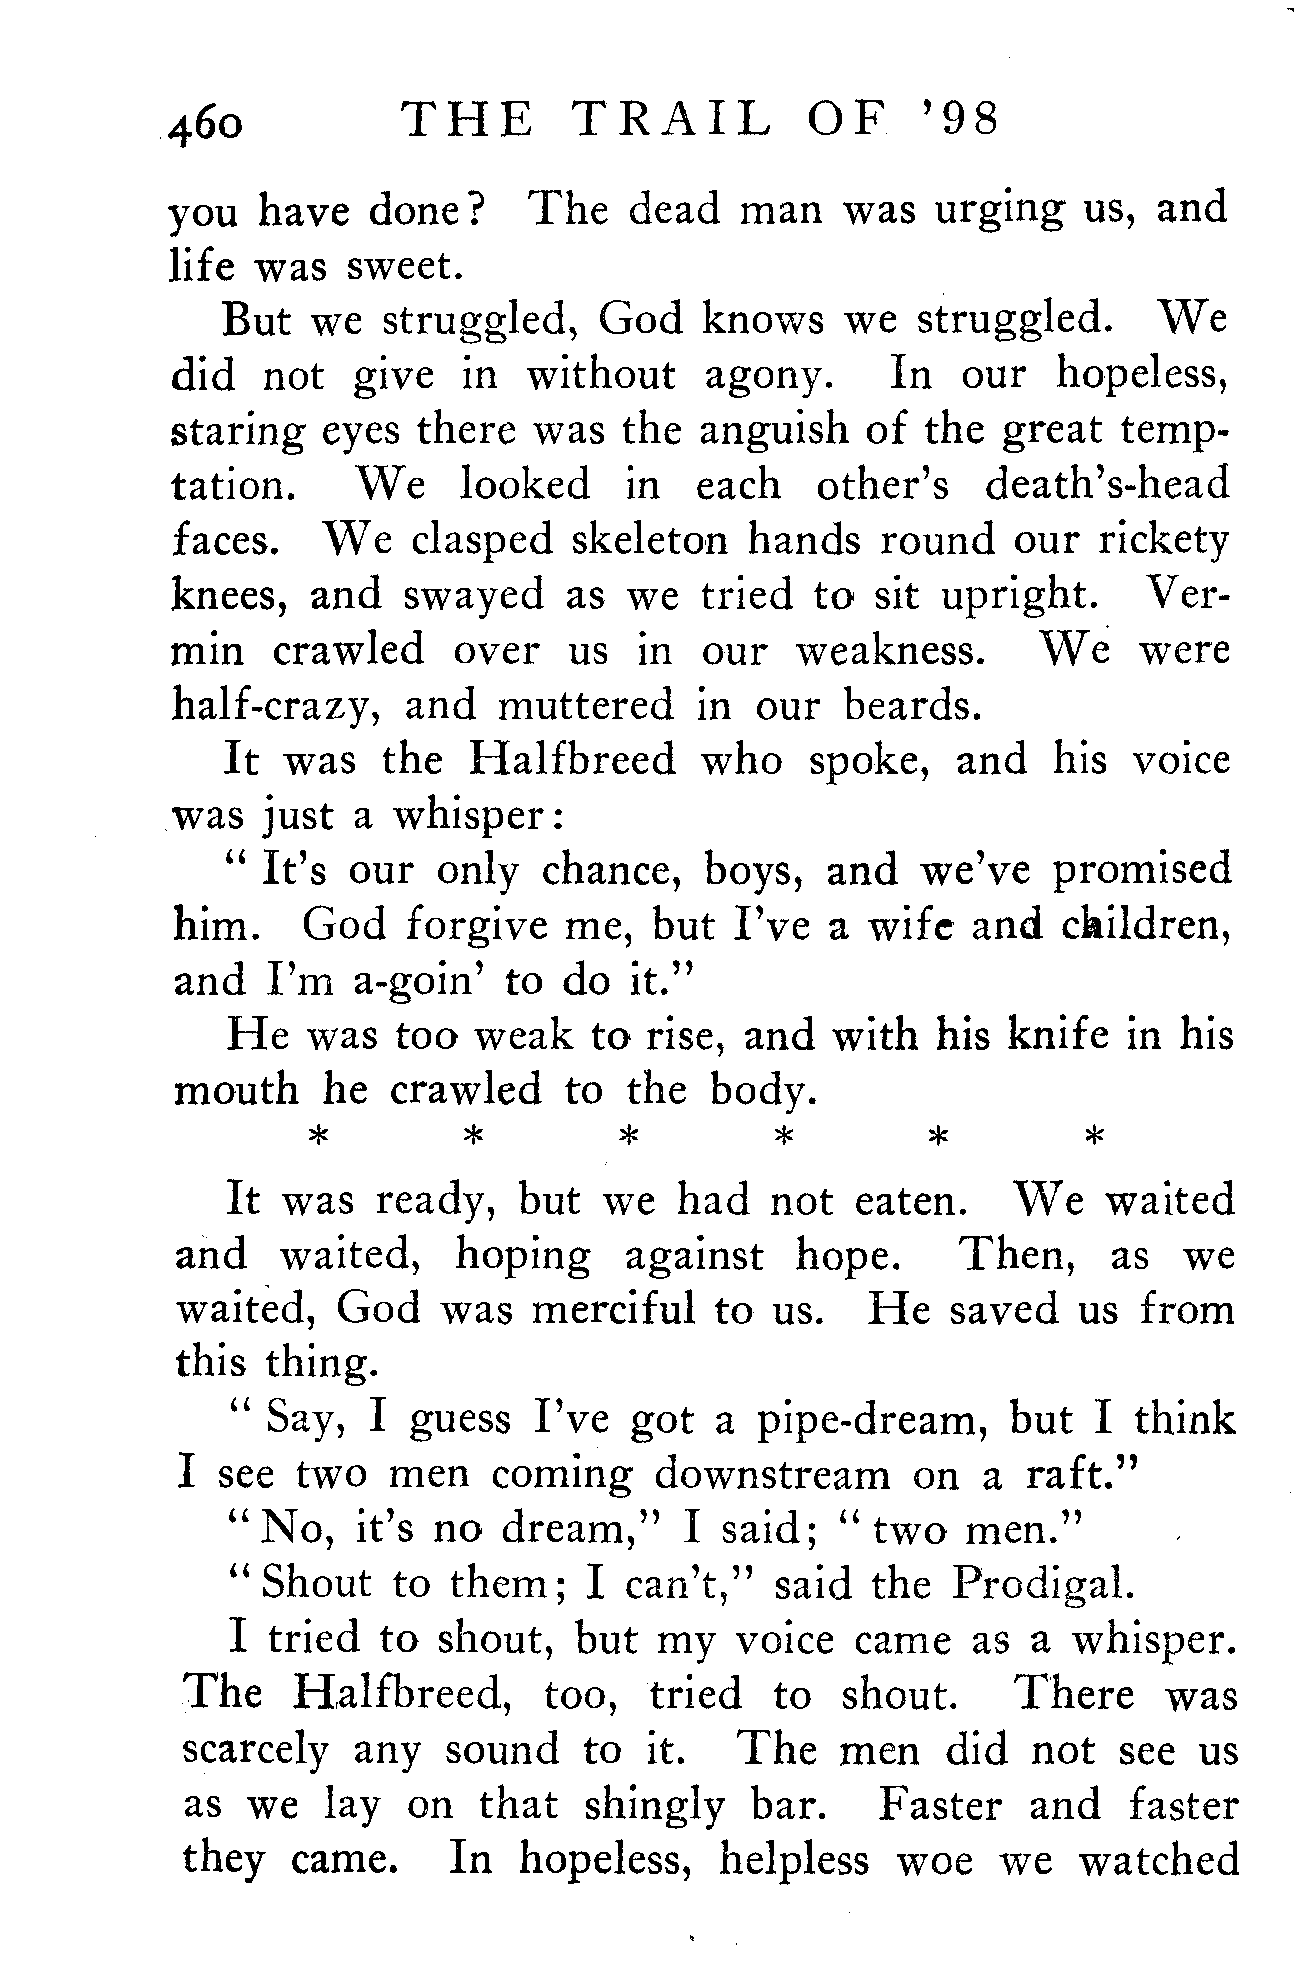 460 THE TRAIL OF '98
you have done? The dead man was urging us, and
life was sweet.
But we struggled, God knows we struggled. We
did not give in without agony. In our hopeless,
staring eyes there was the anguish of the great temp-
tation. We looked in each other's death's-head
faces. We clasped skeleton hands round our rickety
knees, and swayed as we tried to sit upright. Ver-
min crawled over us in our weakness. We were
half-crazy, and muttered in our beards.
It was the Halfbreed who spoke, and his voice
was just a whisper:
" It's our only chance, boys, and we've promised
him. God forgive me, but I've a wife and children,
and I'm a-goin' to do it."
He was too weak to rise, and with his knife in his
mouth he crawled to the body.
* * * * * *
It was ready, but we had not eaten. We waited
and waited, hoping against hope. Then, as we
waited, God was merciful to us. He saved us from
this thing.
" Say, I guess I've got a pipe-dream, but I think
I see two men coming downstream on a raft."
" No, it's no dream," I said; " two men."
" Shout to them; I can't," said the Prodigal.
I tried to shout, but my voice came as a whisper.
The Halfbreed, too, tried to shout. There was
scarcely any sound to it. The men did not see us
as we lay on that shingly bar. Faster and faster
they came. In hopeless, helpless woe we watched